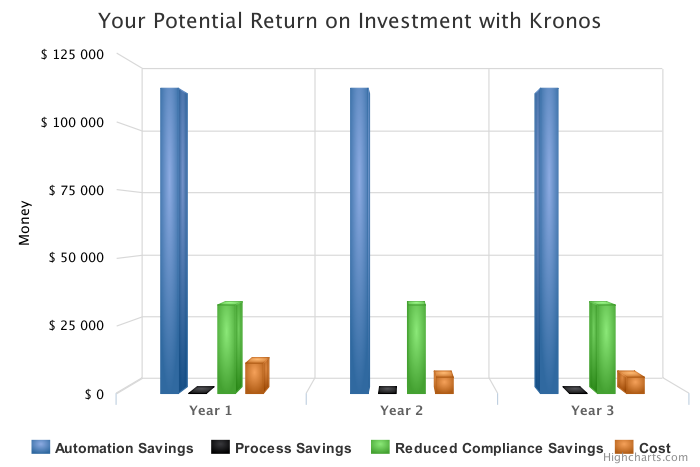 Your Potential Return on Investment with Kronos
$ 125 000
$ 100 000
$ 75 000
$ 50 000
$ 25 000
$ 0
Money
Year 1
Year 2
Year 3
Automation Savings
Process Savings
Reduced Compliance Savings
Cost
Highcharts.com